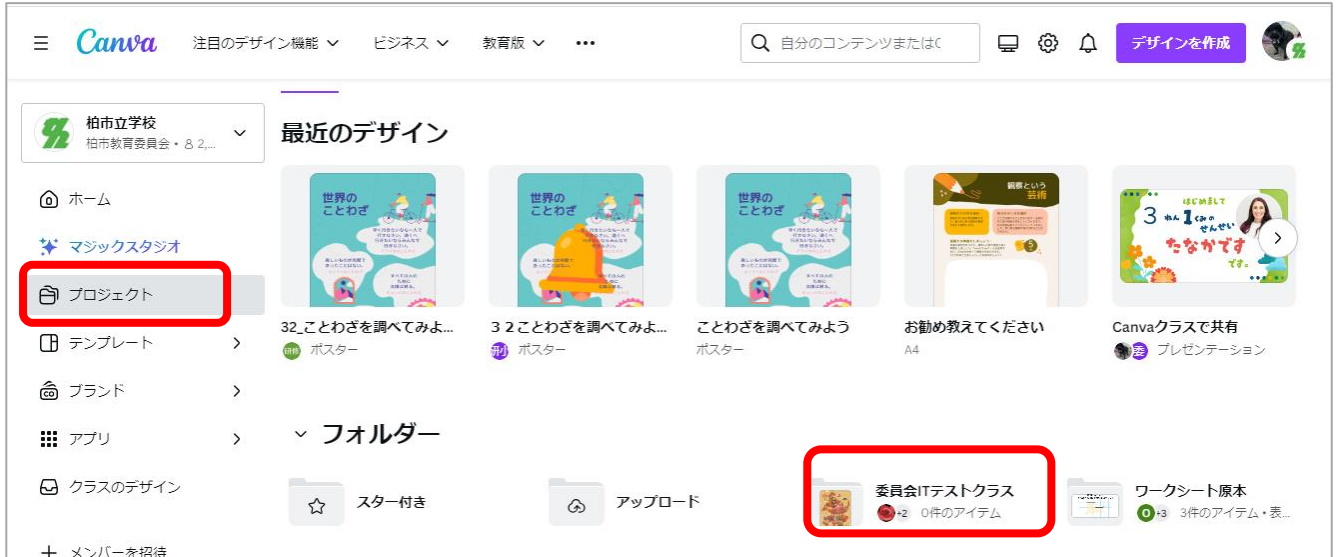 Canva
注目のデザイン機能
ビジネス
教育版
自分のコンテンツまたはC
デザインを作成
柏市立学校
柏市教育委員会・ 2,...
ホーム
マジックスタジオ
プロジェクト
テンプレート
ブランド
アプリ
クラスのデザイン
メンバーを招待
最近のデザイン
世界の
ことわざ
世界の
ことわざ
世界の
ことわざ
観察という
芸術
はじめまして
3 ねん 1 くみの
せんせい
たなかです
です。
32_ことわざを調べてみよ...
研修 ポスター
３２ことわざを調べてみよ...
研小 ポスター
ことわざを調べてみよう
ポスター
お勧め教えてください
A4
Canvaクラスで共有
委 プレゼンテーション
フォルダー
スター付き
アップロード
委員会ITテストクラス
+2 0件のアイテム
ワークシート原本
O +3 3件のアイテム・表...